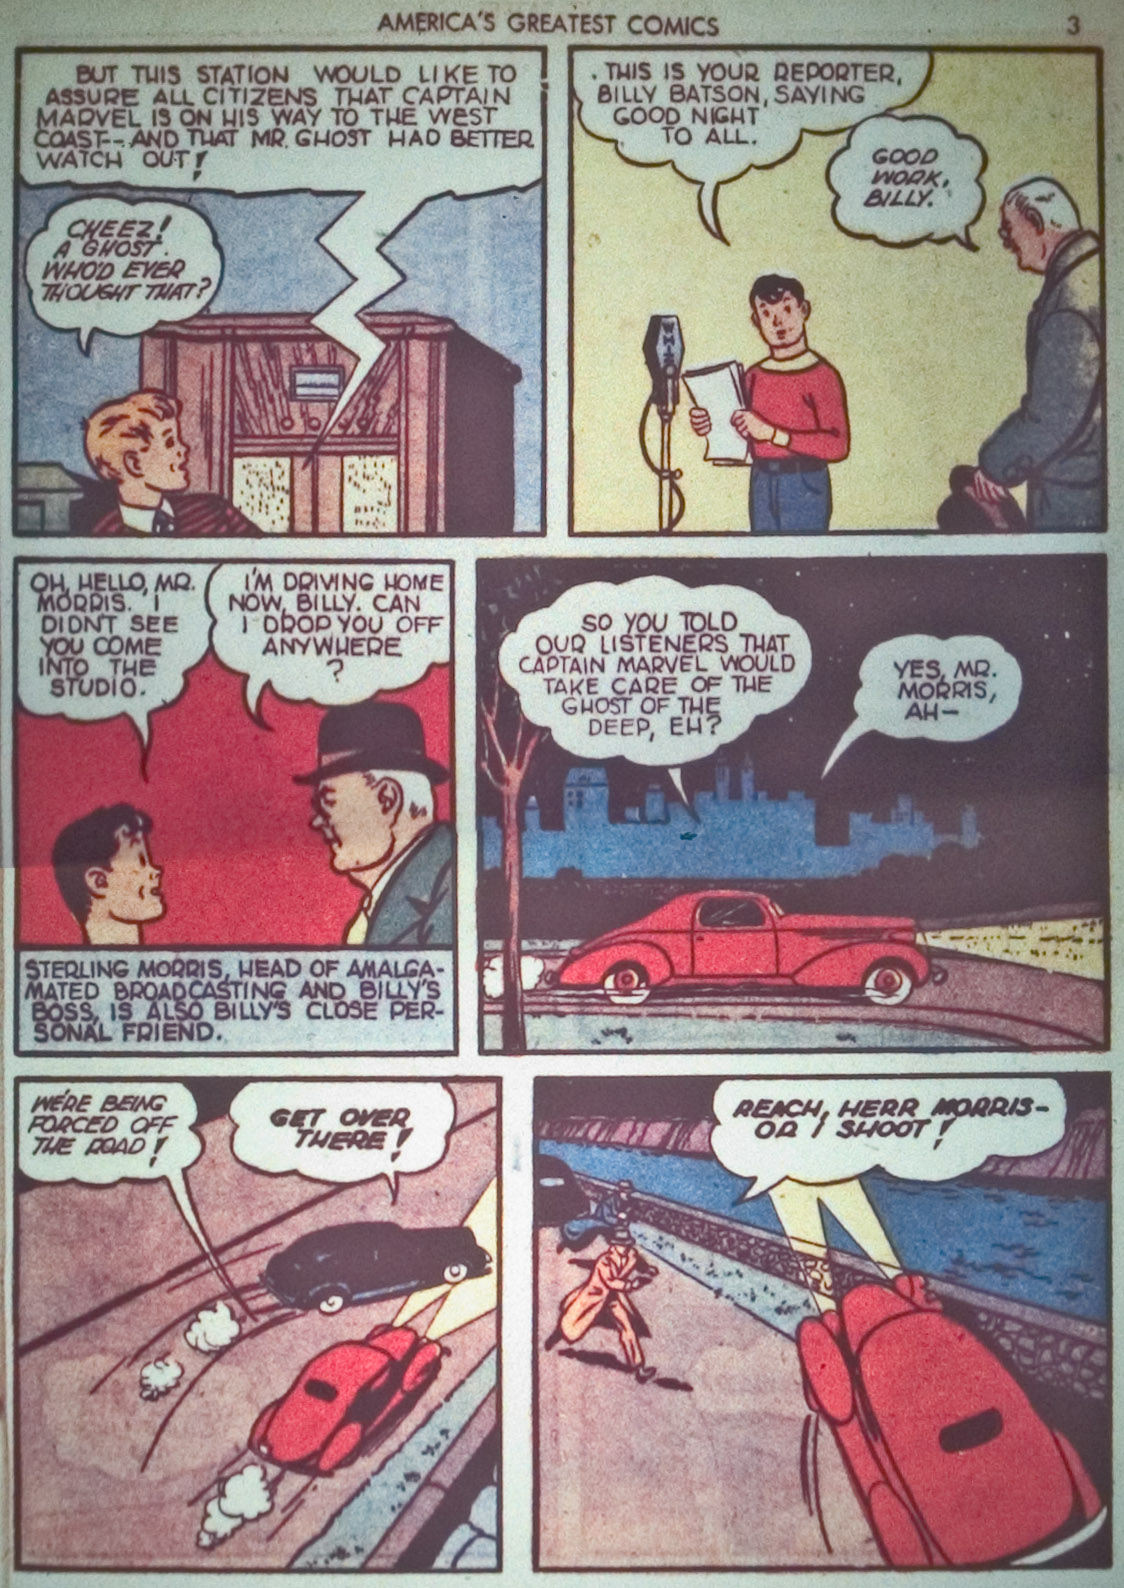 AMERICA'S GREATEST COMICS 3
BUT THIS STATION WOULD LIKE TO
ASSURE ALL CITIZENS THAT CAPTAIN
MARVEL IS ON HIS WAY TO THE WEST
COAST-- AND THAT MR. GHOST HAD BETTER
WATCH OUT!
CHEEZ!
A GHOST.
WHO'D EVER
THOUGHT THAT?
THIS IS YOUR REPORTER,
BILLY BATSON, SAYING
GOOD NIGHT
TO ALL.
GOOD
WORK,
BILLY.
WHIZ
OH, HELLO, MR.
MORRIS. I
DIDN'T SEE
YOU COME
INTO THE
STUDIO.
I'M DRIVING HOME
NOW, BILLY. CAN
I DROP YOU OFF
ANYWHERE
?
STERLING MORRIS, HEAD OF AMALGA-
MATED BROADCASTING AND BILLY'S
BOSS, IS ALSO BILLY'S CLOSE PER-
SONAL FRIEND.
SO YOU TOLD
OUR LISTENERS THAT
CAPTAIN MARVEL WOULD
TAKE CARE OF THE
GHOST OF THE
DEEP, EH?
YES, MR.
MORRIS,
AH—
WE'RE BEING
FORCED OFF
THE ROAD!
GET OVER
THERE!
REACH, HERR MORRIS—
OR I SHOOT!